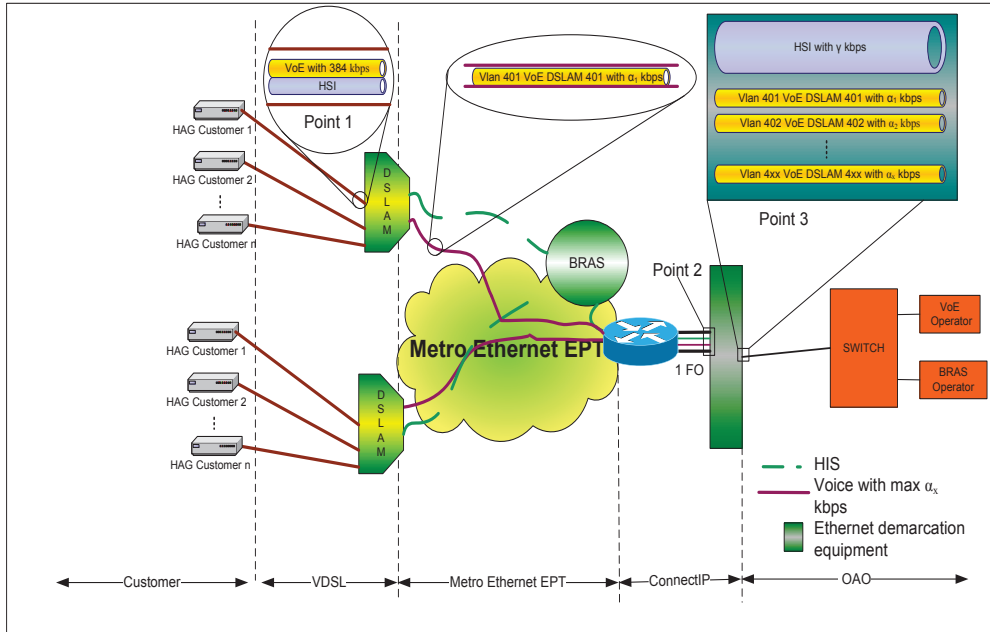 VoE with 384 kbps
HSI
Point 1
Vlan 401 VoE DSLAM 401 with α₁ kbps
HSI with γ kbps
Vlan 401 VoE DSLAM 401 with α₁ kbps
Vlan 402 VoE DSLAM 402 with α₂ kbps
Vlan 4xx VoE DSLAM 4xx with αₓ kbps
Point 3
HAG Customer 1
HAG Customer 2
HAG Customer n
DSLAM
BRAS
Point 2
Metro Ethernet EPT
1 FO
SWITCH
VoE
Operator
BRAS
Operator
HAG Customer 1
HAG Customer 2
HAG Customer n
DSLAM
HIS
Voice with max αₓ
kbps
Ethernet demarcation
equipment
Customer
VDSL
Metro Ethernet EPT
ConnectIP
OAO